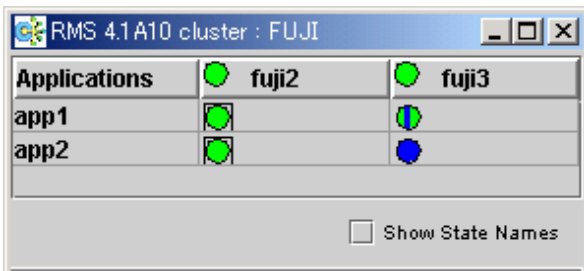 RMS 4.1A10 cluster : FUJI
Applications fuji2 fuji3
app1
app2
Show State Names